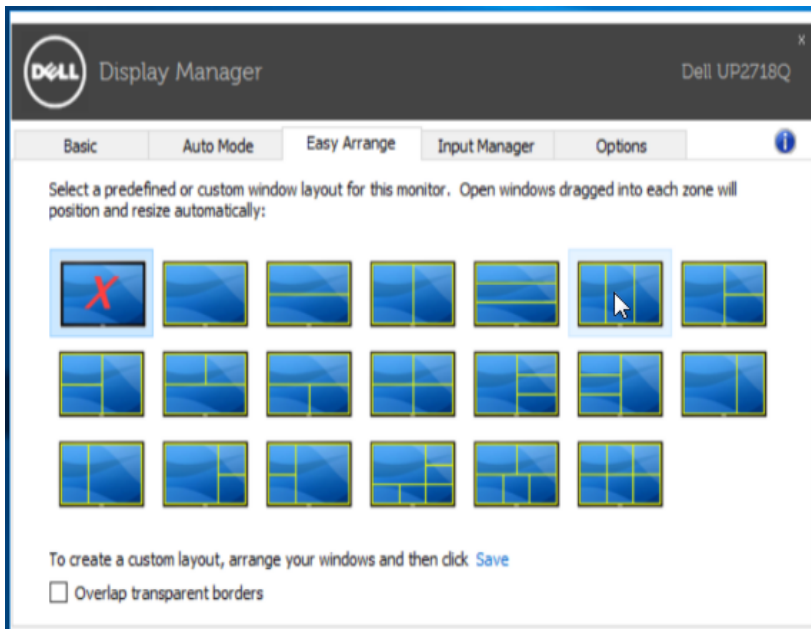 DELL Display Manager
Dell UP2718Q
x
Basic Auto Mode Easy Arrange Input Manager Options i
Select a predefined or custom window layout for this monitor. Open windows dragged into each zone will
position and resize automatically:
X
To create a custom layout, arrange your windows and then click Save
Overlap transparent borders